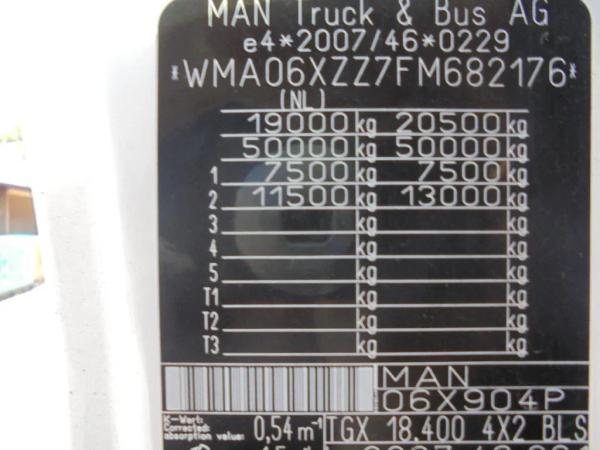 MAN Truck & Bus AG
e4*2007/46*0229
*WMA06XZZ7FM682176*
(NL)
19000 kg 20500 kg
50000 kg 50000 kg
1 7500 kg 7500 kg
2 11500 kg 13000 kg
3 kg kg
4 kg kg
5 kg kg
T1 kg kg
T2 kg kg
T3 kg kg
MAN
06X904P
K-Wert:
Corrected:
absorption value: 0,54 m-¹ TGX 18.400 4X2 BLS